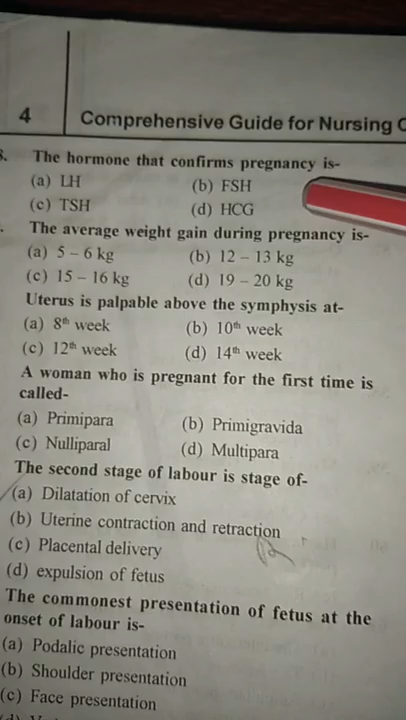 4 Comprehensive Guide for Nursing
The hormone that confirms pregnancy is-
(a) LH (b) FSH
(c) TSH (d) HCG
The average weight gain during pregnancy is-
(a) 5 – 6 kg (b) 12 – 13 kg
(c) 15 – 16 kg (d) 19 – 20 kg
Uterus is palpable above the symphysis at-
(a) 8th week (b) 10th week
(c) 12th week (d) 14th week
A woman who is pregnant for the first time is
called-
(a) Primipara (b) Primigravida
(c) Nulliparal (d) Multipara
The second stage of labour is stage of-
(a) Dilatation of cervix
(b) Uterine contraction and retraction
(c) Placental delivery
(d) expulsion of fetus
The commonest presentation of fetus at the
onset of labour is-
(a) Podalic presentation
(b) Shoulder presentation
(c) Face presentation